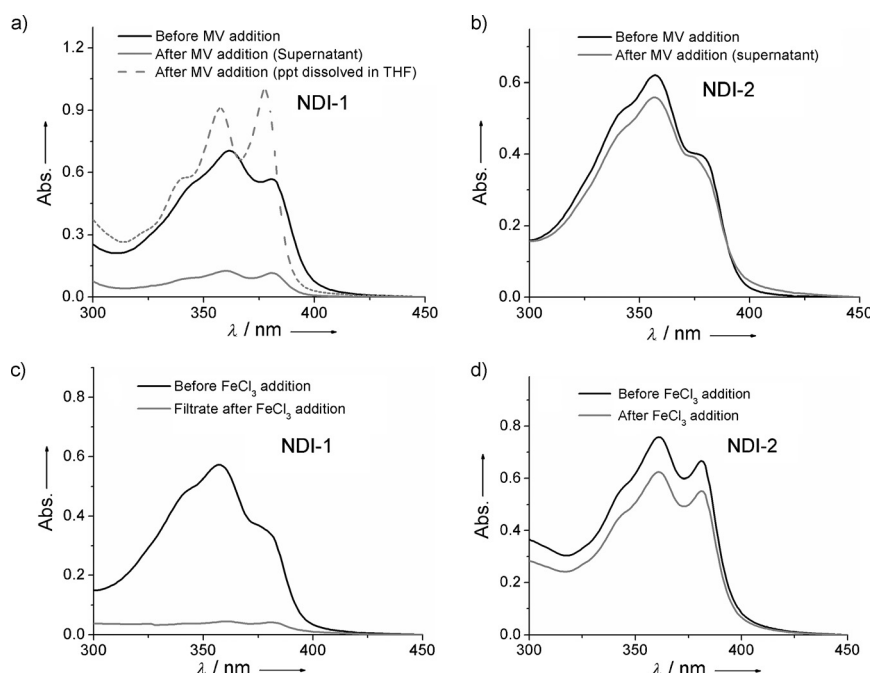 a)
Before MV addition
After MV addition (Supernatant)
After MV addition (ppt dissolved in THF)
NDI-1
1.2
0.9
0.6
0.3
0.0
Abs.
300
350
400
450
λ / nm
b)
Before MV addition
After MV addition (supernatant)
NDI-2
0.6
0.4
0.2
0.0
Abs.
300
350
400
450
λ / nm
c)
Before FeCl₃ addition
Filtrate after FeCl₃ addition
NDI-1
0.8
0.6
0.4
0.2
0.0
Abs.
300
350
400
450
λ / nm
d)
Before FeCl₃ addition
After FeCl₃ addition
NDI-2
1.0
0.8
0.6
0.4
0.2
0.0
Abs.
300
350
400
450
λ / nm